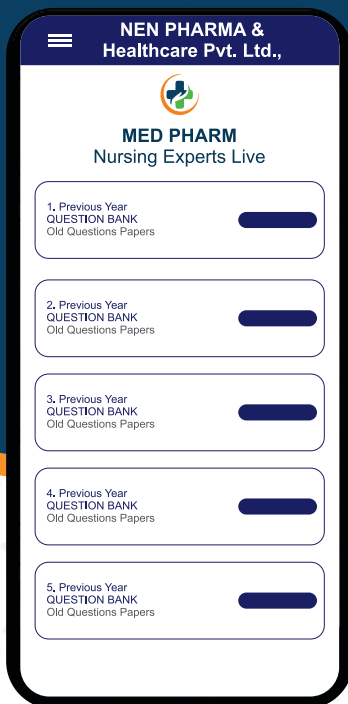 NEN PHARMA &
Healthcare Pvt. Ltd.,
MED PHARM
Nursing Experts Live
1. Previous Year
QUESTION BANK
Old Questions Papers
2. Previous Year
QUESTION BANK
Old Questions Papers
3. Previous Year
QUESTION BANK
Old Questions Papers
4. Previous Year
QUESTION BANK
Old Questions Papers
5. Previous Year
QUESTION BANK
Old Questions Papers